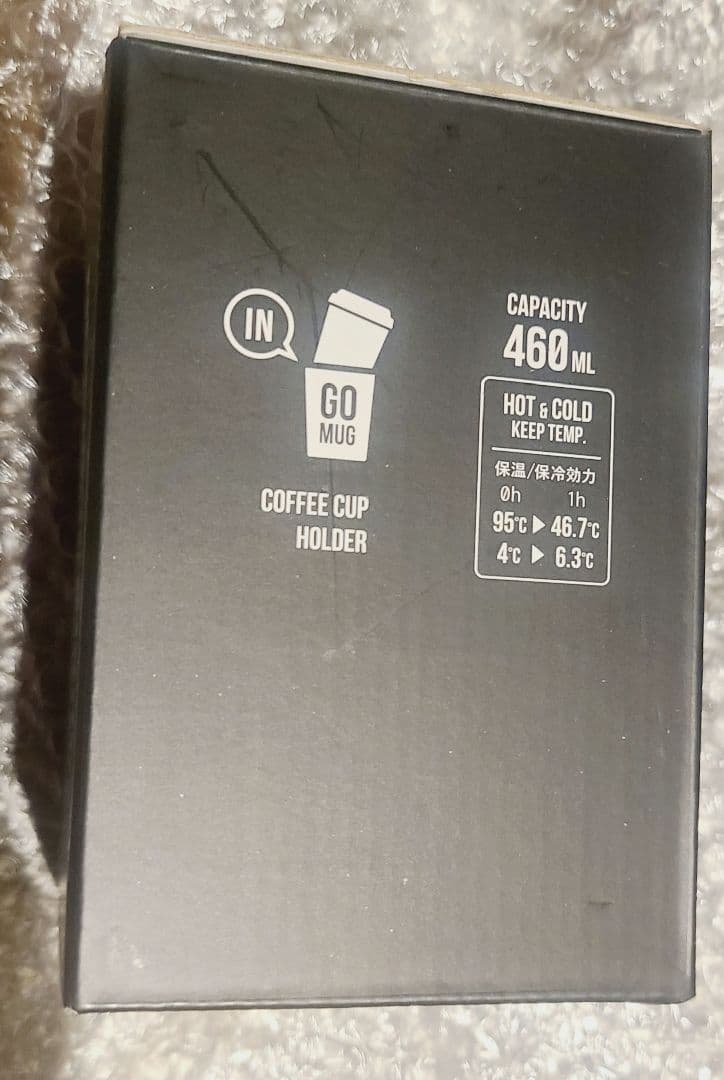 IN
GO
MUG
COFFEE CUP
HOLDER
CAPACITY
460ML
HOT & COLD
KEEP TEMP.
保温/保冷効力
0h 1h
95℃ ▶ 46.7℃
4℃ ▶ 6.3℃